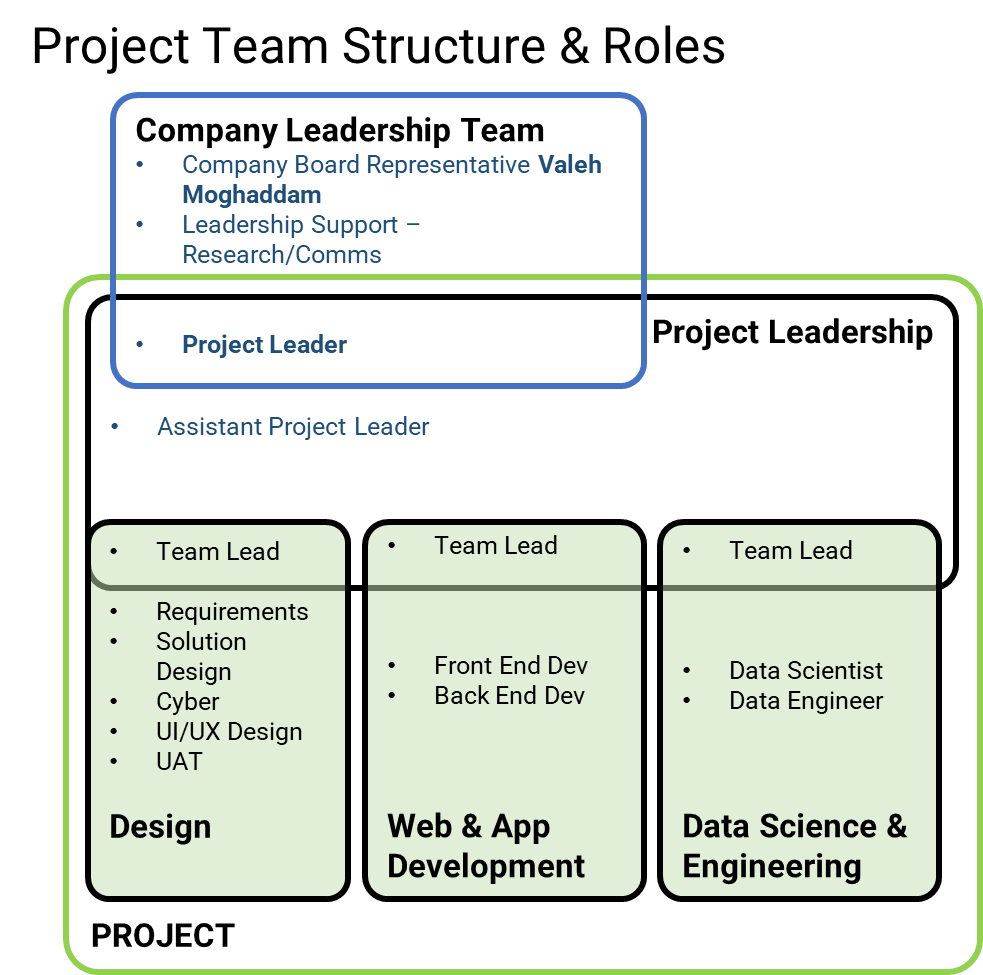 Project Team Structure & Roles
Company Leadership Team
• Company Board Representative Valeh
Moghaddam
• Leadership Support –
Research/Comms
• Project Leader
Project Leadership
• Assistant Project Leader
• Team Lead
• Requirements
• Solution
Design
• Cyber
• UI/UX Design
• UAT
Design
• Team Lead
• Front End Dev
• Back End Dev
Web & App
Development
• Team Lead
• Data Scientist
• Data Engineer
Data Science &
Engineering
PROJECT